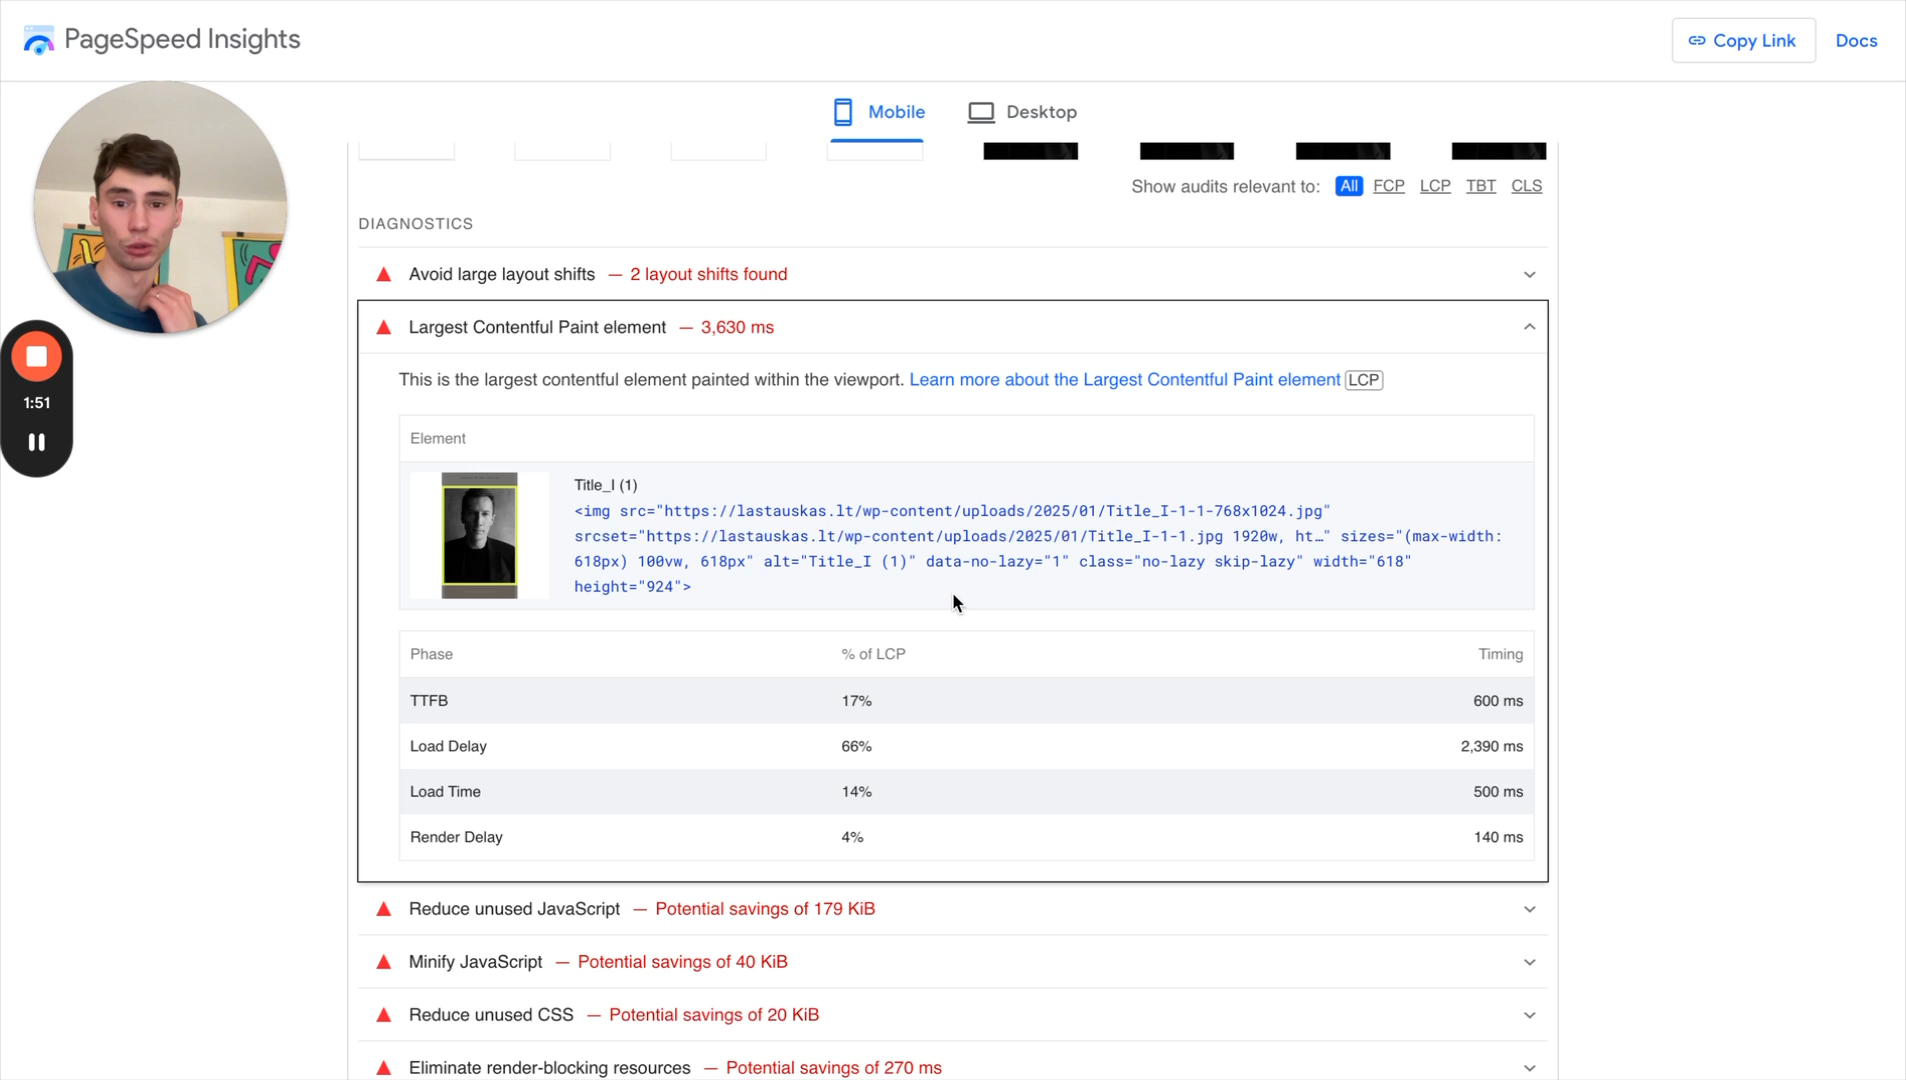 PageSpeed Insights
Copy Link
Docs
Mobile
Desktop
Show audits relevant to: All FCP LCP TBT CLS
DIAGNOSTICS
Avoid large layout shifts — 2 layout shifts found
Largest Contentful Paint element — 3,630 ms
1:51
This is the largest contentful element painted within the viewport. Learn more about the Largest Contentful Paint element LCP
Element
Title_I (1)
<img src="https://lastauskas.lt/wp-content/uploads/2025/01/Title_I-1-1-768x1024.jpg"
srcset="https://lastauskas.lt/wp-content/uploads/2025/01/Title_I-1-1.jpg 1920w, ht…" sizes="(max-width:
618px) 100vw, 618px" alt="Title_I (1)" data-no-lazy="1" class="no-lazy skip-lazy" width="618"
height="924">
Phase % of LCP Timing
TTFB 17% 600 ms
Load Delay 66% 2,390 ms
Load Time 14% 500 ms
Render Delay 4% 140 ms
Reduce unused JavaScript — Potential savings of 179 KiB
Minify JavaScript — Potential savings of 40 KiB
Reduce unused CSS — Potential savings of 20 KiB
Eliminate render-blocking resources — Potential savings of 270 ms